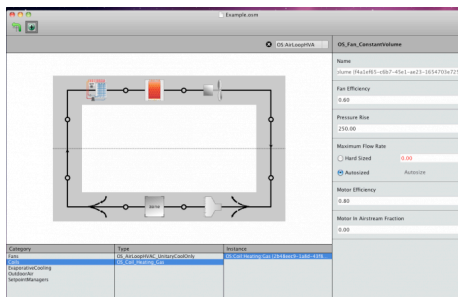 Example.osm
OS:AirLoopHVA
OS_Fan_ConstantVolume
Name
Fan Efficiency
0.60
Pressure Rise
250.00
Maximum Flow Rate
Hard Sized 0.00
Autosized Autosize
Motor Efficiency
0.80
Motor In Airstream Fraction
0.00
Category Type Instance
Fans OS_AirLoopHVAC_UnitaryCoolOnly
Coils OS_Coil_Heating_Gas
EvaporativeCooling
OutdoorAir
SetpointManagers